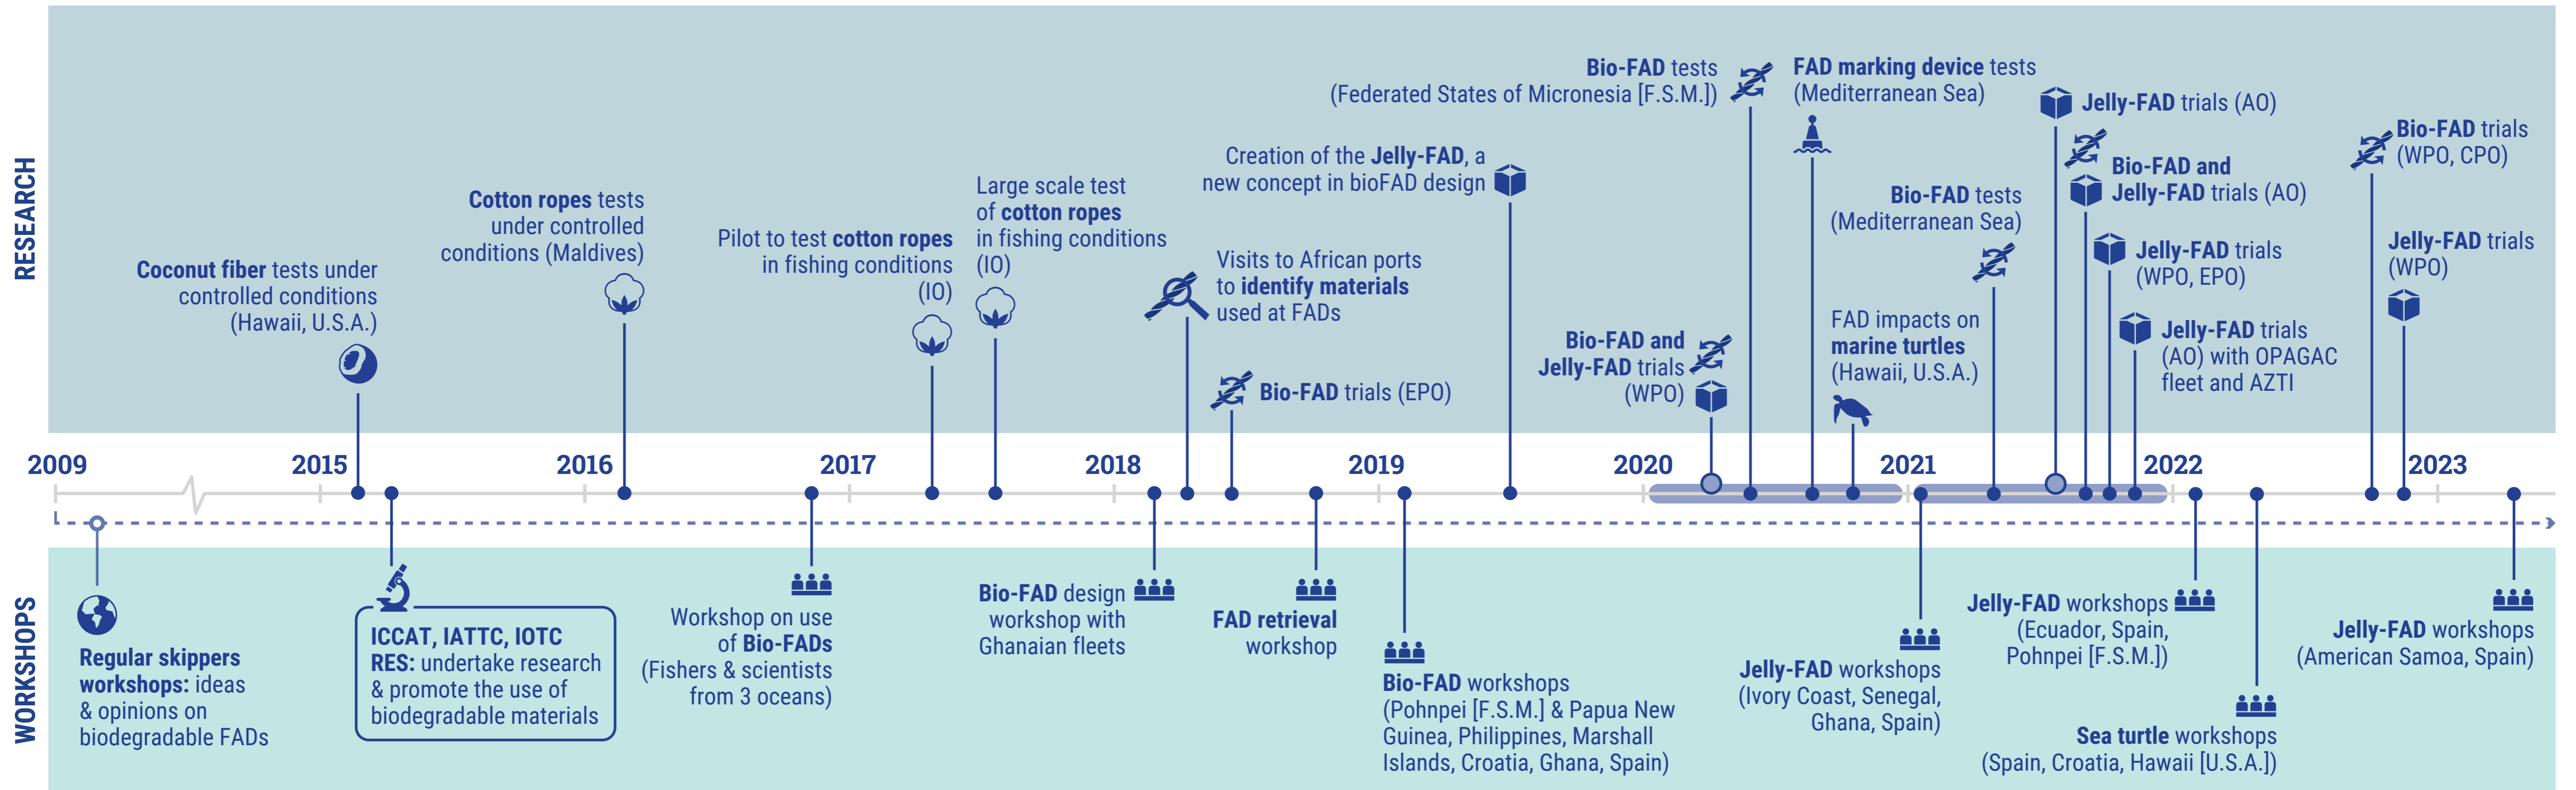 RESEARCH
Coconut fiber tests under
controlled conditions
(Hawaii, U.S.A.)
Cotton ropes tests
under controlled
conditions (Maldives)
Pilot to test cotton ropes
in fishing conditions
(IO)
Large scale test
of cotton ropes
in fishing conditions
(IO)
Visits to African ports
to identify materials
used at FADs
Bio-FAD trials (EPO)
Creation of the Jelly-FAD, a
new concept in bioFAD design
Bio-FAD and
Jelly-FAD trials
(WPO)
Bio-FAD tests
(Federated States of Micronesia [F.S.M.])
FAD marking device tests
(Mediterranean Sea)
FAD impacts on
marine turtles
(Hawaii, U.S.A.)
Bio-FAD tests
(Mediterranean Sea)
Jelly-FAD trials (AO)
Bio-FAD and
Jelly-FAD trials (AO)
Jelly-FAD trials
(WPO, EPO)
Jelly-FAD trials
(AO) with OPAGAC
fleet and AZTI
Bio-FAD trials
(WPO, CPO)
Jelly-FAD trials
(WPO)
2009
2015
2016
2017
2018
2019
2020
2021
2022
2023
WORKSHOPS
Regular skippers
workshops: ideas
& opinions on
biodegradable FADs
ICCAT, IATTC, IOTC
RES: undertake research
& promote the use of
biodegradable materials
Workshop on use
of Bio-FADs
(Fishers & scientists
from 3 oceans)
Bio-FAD design
workshop with
Ghanaian fleets
FAD retrieval
workshop
Bio-FAD workshops
(Pohnpei [F.S.M.] & Papua New
Guinea, Philippines, Marshall
Islands, Croatia, Ghana, Spain)
Jelly-FAD workshops
(Ivory Coast, Senegal,
Ghana, Spain)
Jelly-FAD workshops
(Ecuador, Spain,
Pohnpei [F.S.M.])
Sea turtle workshops
(Spain, Croatia, Hawaii [U.S.A.])
Jelly-FAD workshops
(American Samoa, Spain)